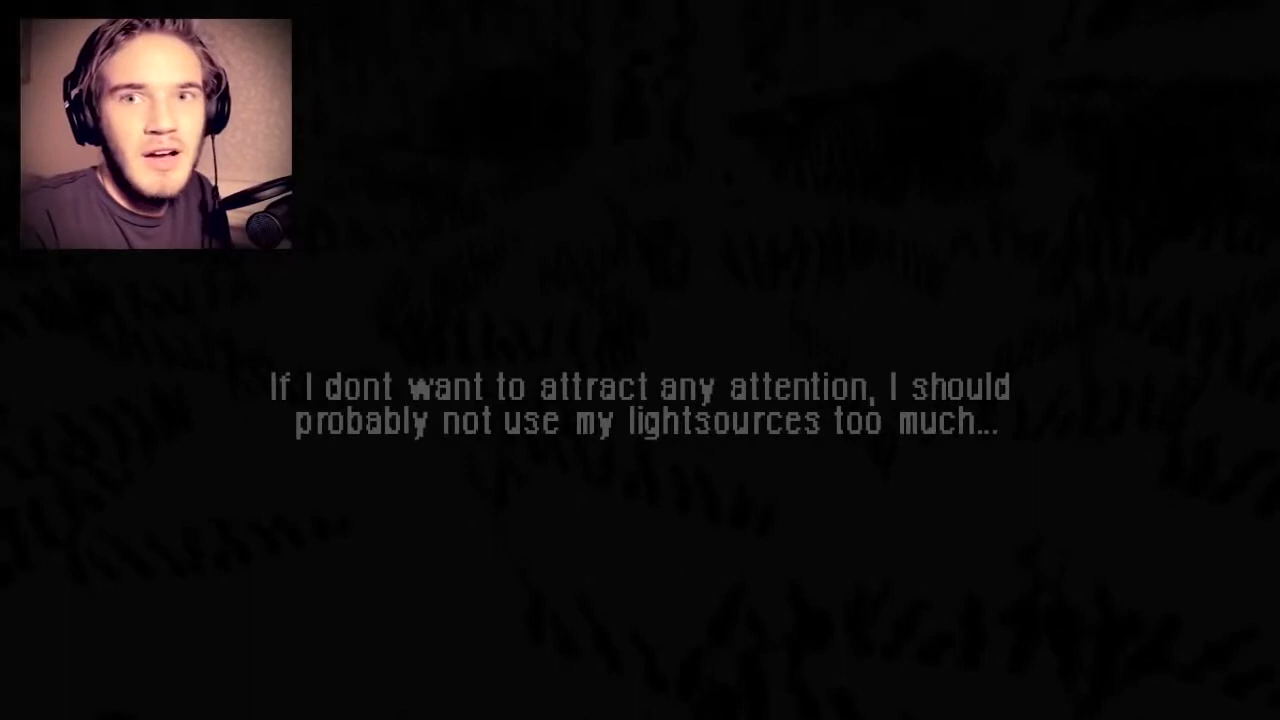 If I dont want to attract any attention, I should
probably not use my lightsources too much...